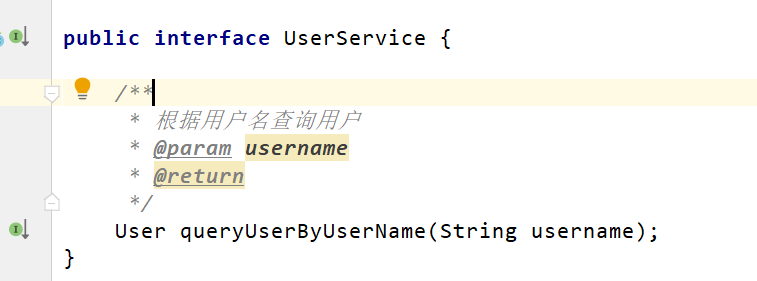 public interface UserService {
/**
* 根据用户名查询用户
* @param username
* @return
*/
User queryUserByUserName(String username);
}